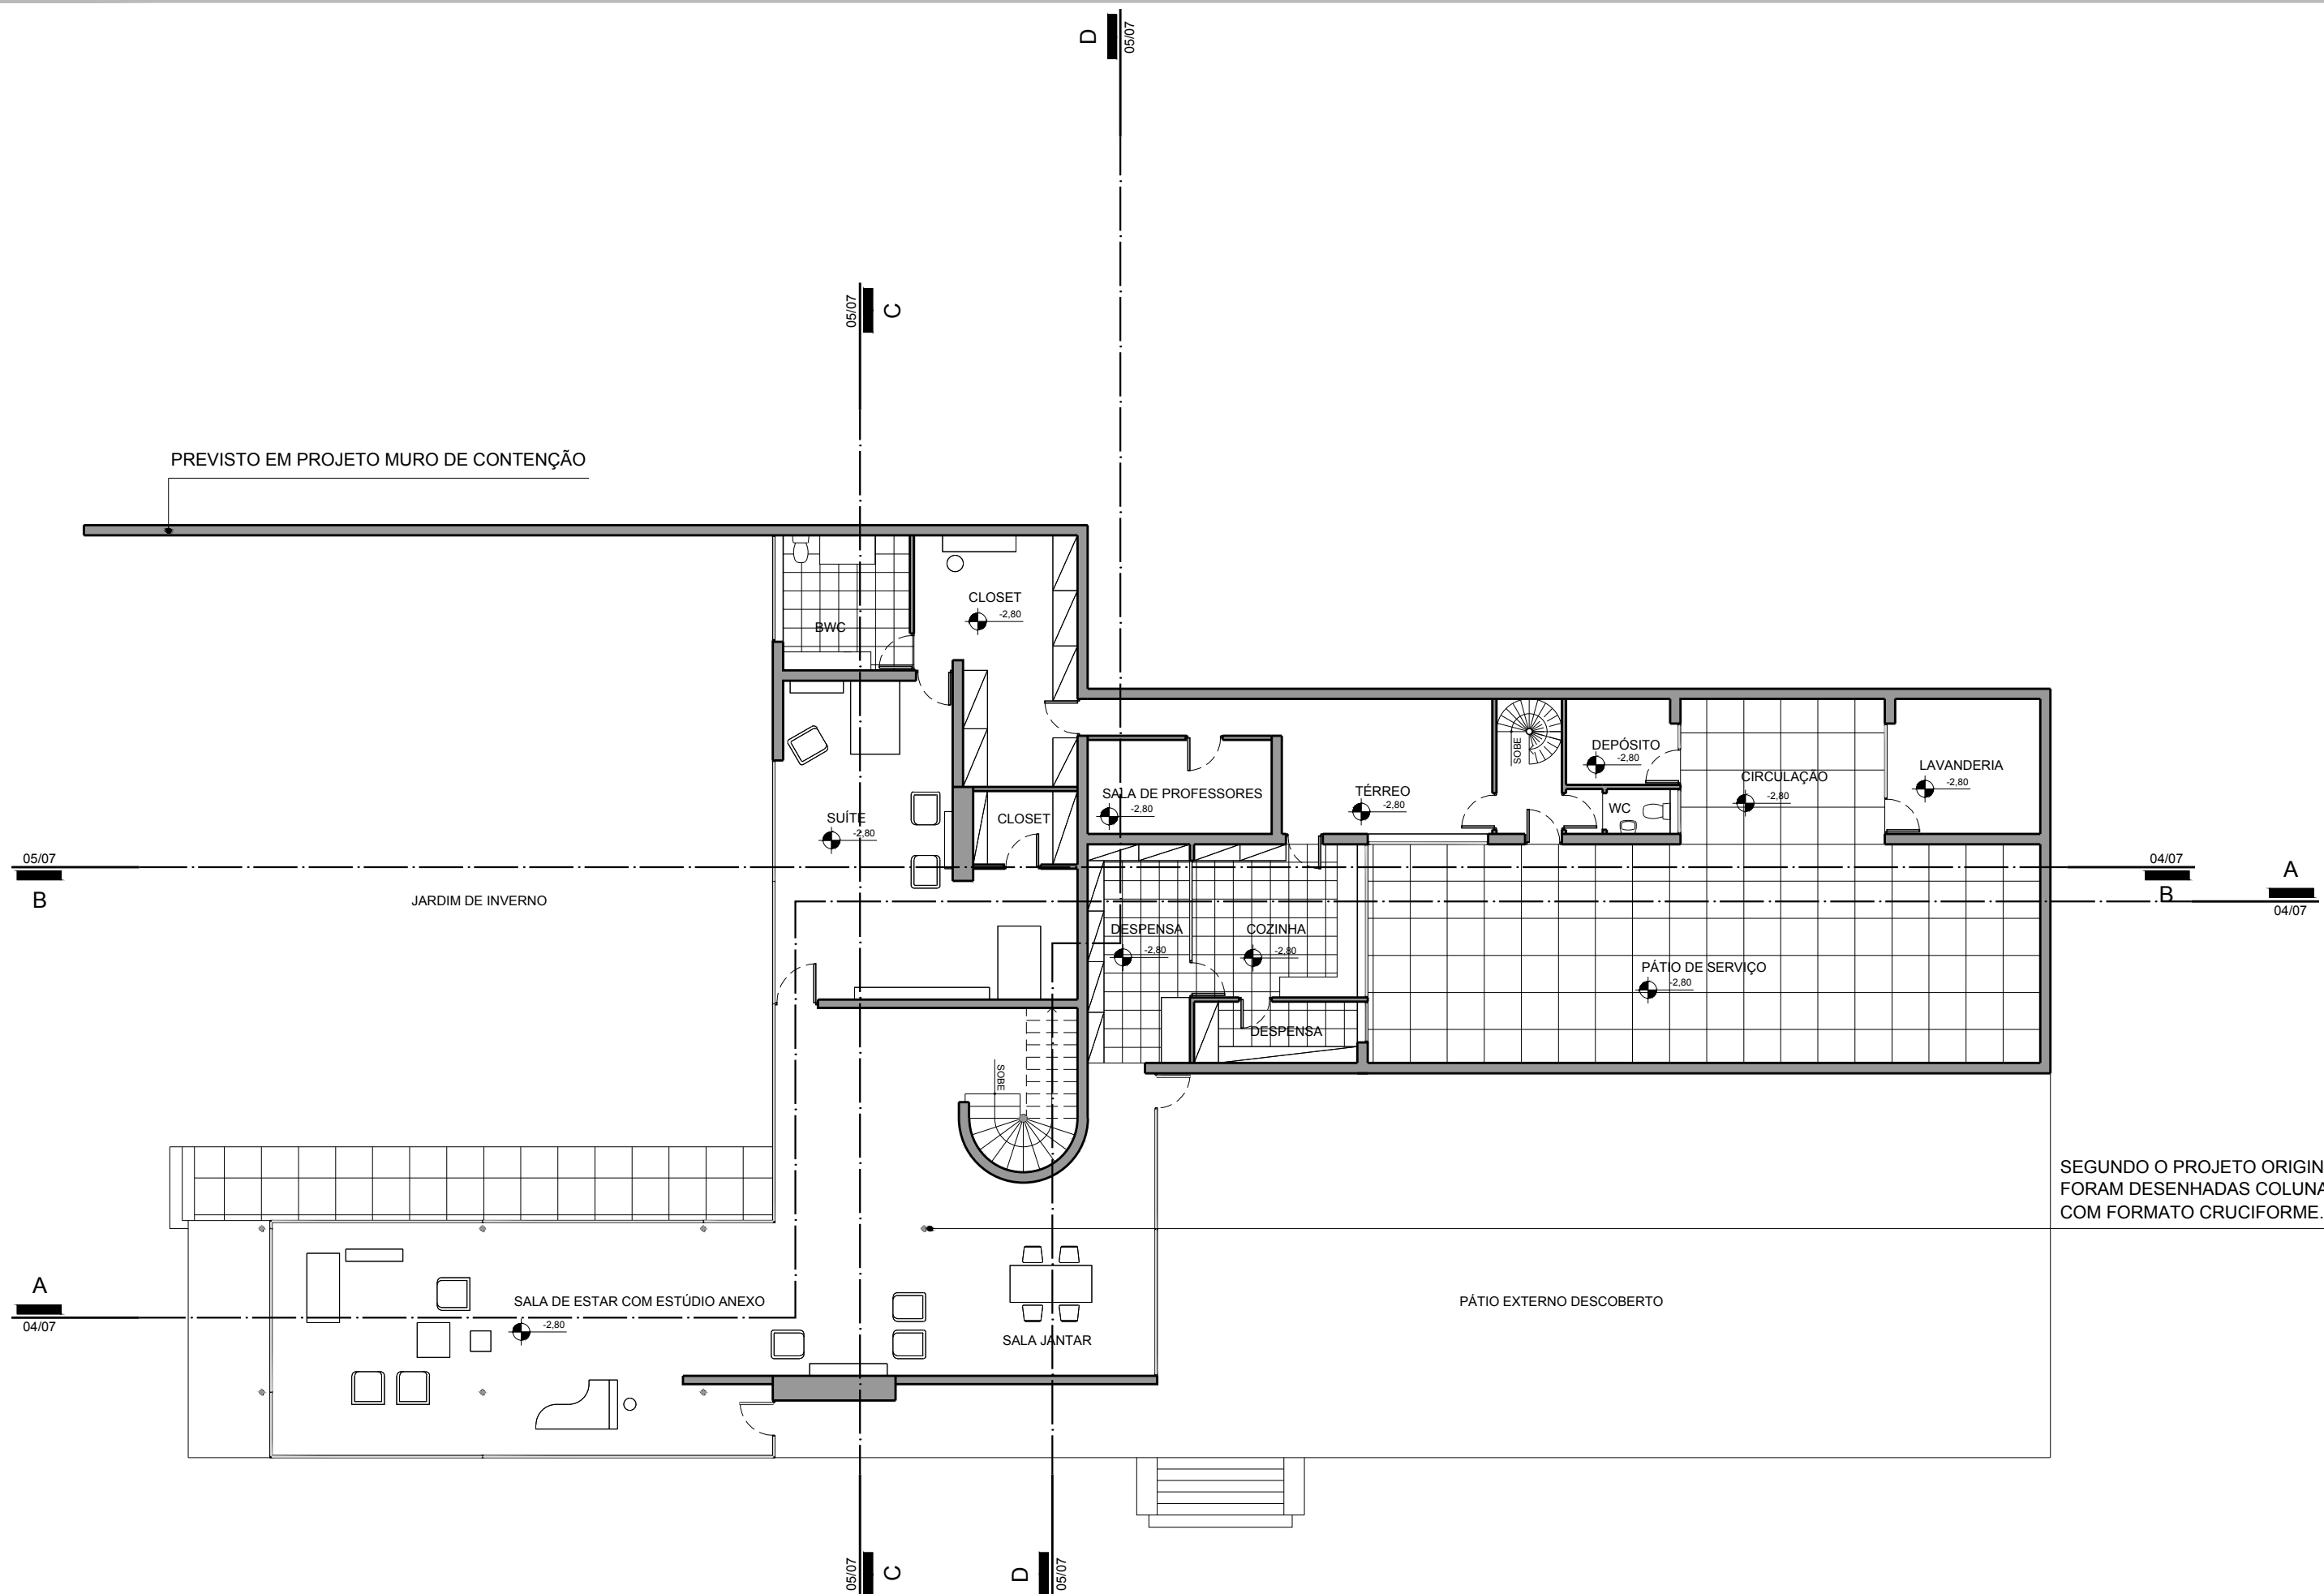 D
05/07
05/07
C
PREVISTO EM PROJETO MURO DE CONTENÇÃO
CLOSET
-2,80
BWC
SOBE
DEPÓSITO
-2,80
LAVANDERIA
-2,80
CIRCULAÇÃO
-2,80
SALA DE PROFESSORES
-2,80
TÉRREO
-2,80
WC
SUÍTE
-2,80
CLOSET
05/07
B
04/07
B
A
04/07
JARDIM DE INVERNO
DESPENSA
-2,80
COZINHA
-2,80
PÁTIO DE SERVIÇO
-2,80
DESPENSA
SOBE
SEGUNDO O PROJETO ORIGIN
FORAM DESENHADAS COLUNA
COM FORMATO CRUCIFORME.
A
04/07
SALA DE ESTAR COM ESTÚDIO ANEXO
-2,80
PÁTIO EXTERNO DESCOBERTO
SALA JANTAR
05/07
C
D
05/07